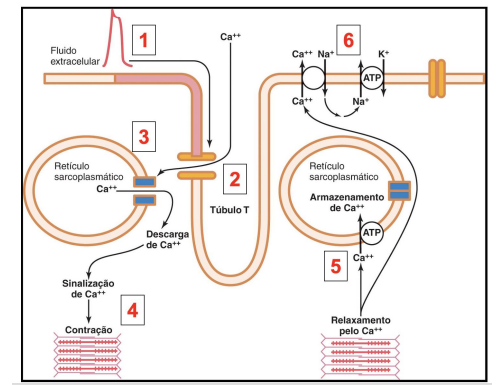 1
Fluido
extracelular
Ca++
6
Ca++
Na+
K+
ATP
Ca++
Na+
3
Retículo
sarcoplasmático
Ca++
2
Túbulo T
Descarga
de Ca++
Sinalização
de Ca++
4
Contração
Retículo
sarcoplasmático
Armazenamento
de Ca++
ATP
5
Ca++
Relaxamento
pelo Ca++